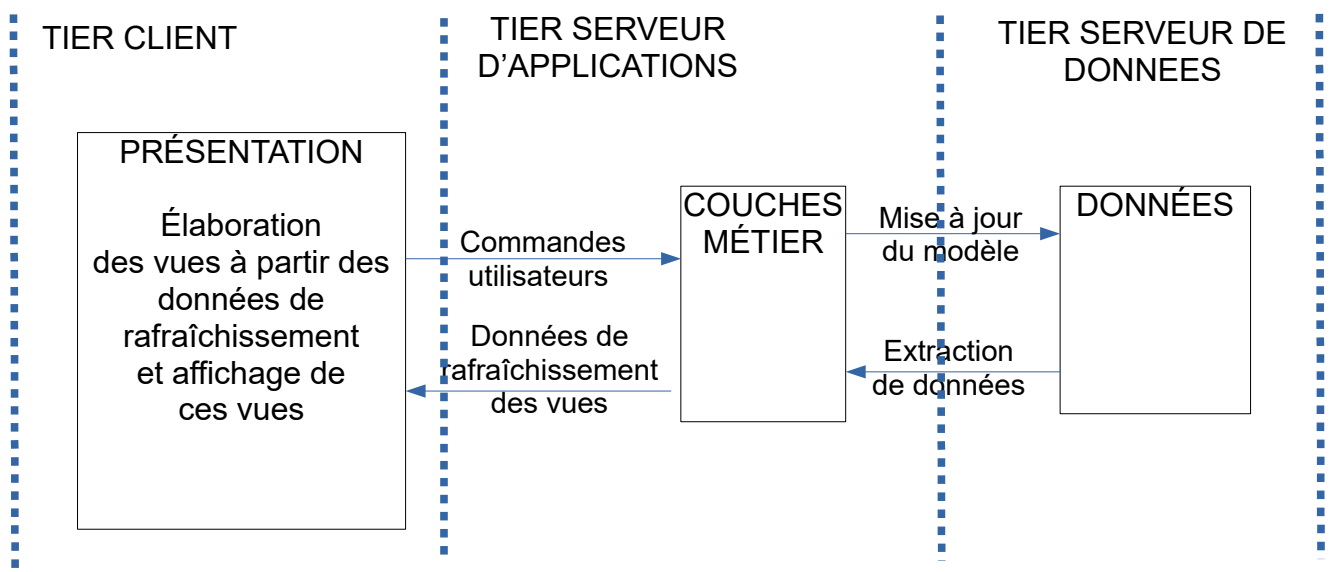 TIER CLIENT
TIER SERVEUR
D’APPLICATIONS
TIER SERVEUR DE
DONNEES
PRÉSENTATION
Élaboration
des vues à partir des
données de
rafraîchissement
et affichage de
ces vues
Commandes
utilisateurs
Données de
rafraîchissement
des vues
COUCHES
MÉTIER
Mise à jour
du modèle
Extraction
de données
DONNÉES